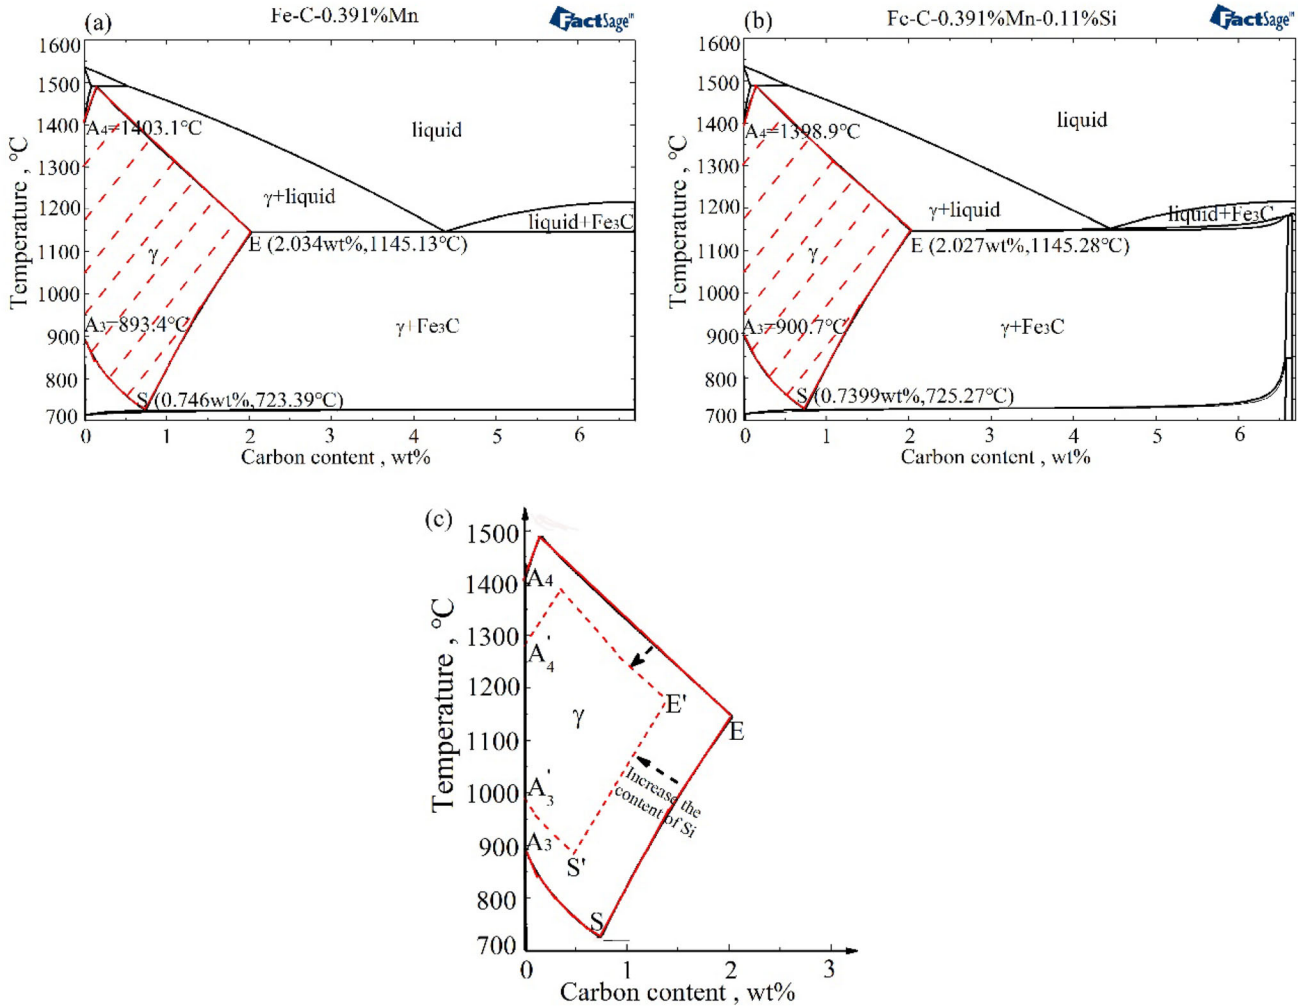 (a)
Fe-C-0.391%Mn
FactSage™
1600
1500
1400
1300
1200
1100
1000
900
800
700
Temperature , °C
liquid
A₄=1403.1°C
γ+liquid
liquid+Fe₃C
E (2.034wt%,1145.13°C)
γ
A₃=893.4°C
γ+Fe₃C
S (0.746wt%,723.39°C)
0 1 2 3 4 5 6
Carbon content , wt%
(b)
Fe-C-0.391%Mn-0.11%Si
FactSage™
1600
1500
1400
1300
1200
1100
1000
900
800
700
Temperature , °C
liquid
A₄=1398.9°C
γ+liquid
liquid+Fe₃C
E (2.027wt%,1145.28°C)
γ
A₃=900.7°C
γ+Fe₃C
S (0.7399wt%,725.27°C)
0 1 2 3 4 5 6
Carbon content , wt%
(c)
1500
1400
1300
1200
1100
1000
900
800
700
Temperature , °C
A₄
A₄'
E'
γ
E
A₃'
Increase the
content of Si
A₃
S'
S
0 1 2 3
Carbon content , wt%